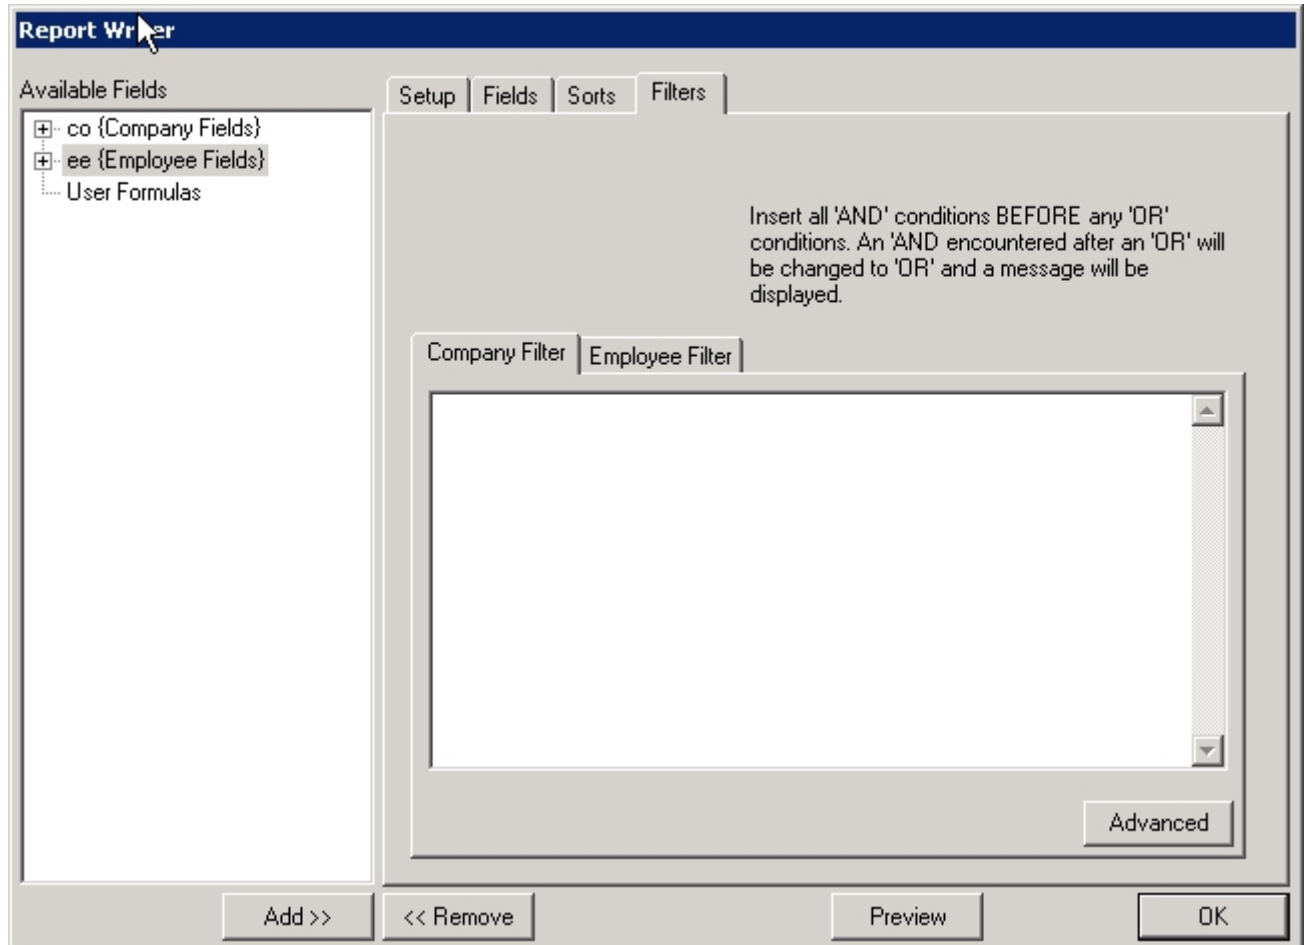 Report Writer
Available Fields
co {Company Fields}
ee {Employee Fields}
User Formulas
Setup
Fields
Sorts
Filters
Insert all 'AND' conditions BEFORE any 'OR'
conditions. An 'AND encountered after an 'OR' will
be changed to 'OR' and a message will be
displayed.
Company Filter
Employee Filter
Advanced
Add >>
<< Remove
Preview
OK